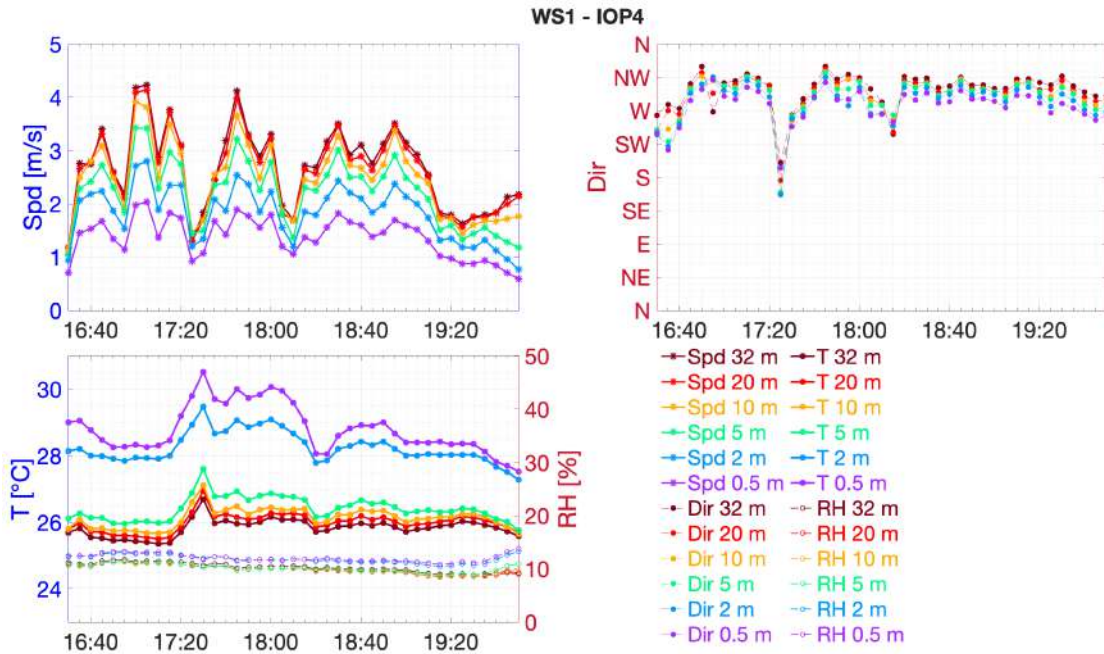 WS1 - IOP4
5
4
3
2
1
0
Spd [m/s]
16:40 17:20 18:00 18:40 19:20
N
NW
W
SW
S
SE
E
NE
N
Dir
16:40 17:20 18:00 18:40 19:20
30
28
26
24
T [°C]
50
40
30
20
10
0
RH [%]
16:40 17:20 18:00 18:40 19:20
Spd 32 m T 32 m
Spd 20 m T 20 m
Spd 10 m T 10 m
Spd 5 m T 5 m
Spd 2 m T 2 m
Spd 0.5 m T 0.5 m
Dir 32 m RH 32 m
Dir 20 m RH 20 m
Dir 10 m RH 10 m
Dir 5 m RH 5 m
Dir 2 m RH 2 m
Dir 0.5 m RH 0.5 m